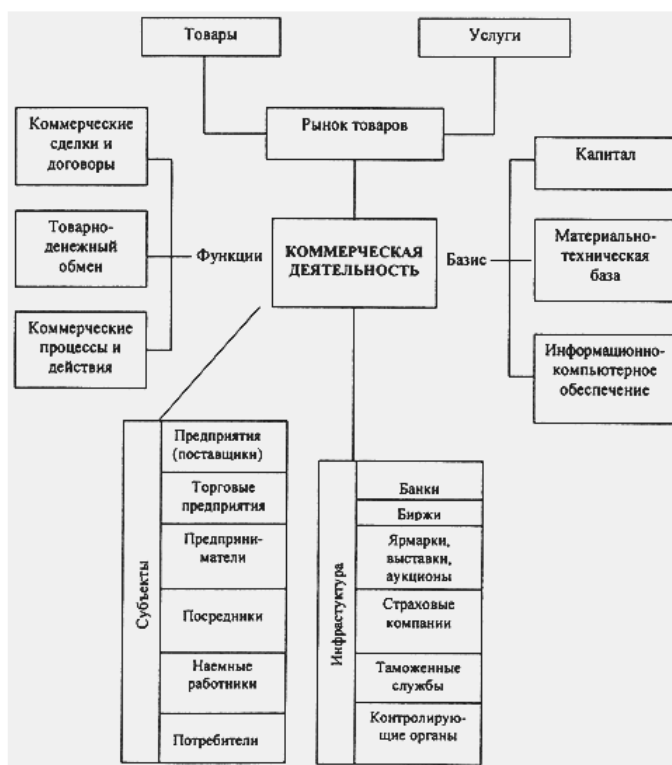 Товары
Услуги
Рынок товаров
Коммерческие
сделки и
договоры
Товарно-
денежный
обмен
Коммерческие
процессы и
действия
Функции
КОММЕРЧЕСКАЯ
ДЕЯТЕЛЬНОСТЬ
Базис
Капитал
Материально-
техническая
база
Информационно-
компьютерное
обеспечение
Субъекты
Предприятия
(поставщики)
Торговые
предприятия
Предприни-
матели
Посредники
Наемные
работники
Потребители
Инфрастуктура
Банки
Биржи
Ярмарки,
выставки,
аукционы
Страховые
компании
Таможенные
службы
Контролирую-
щие органы